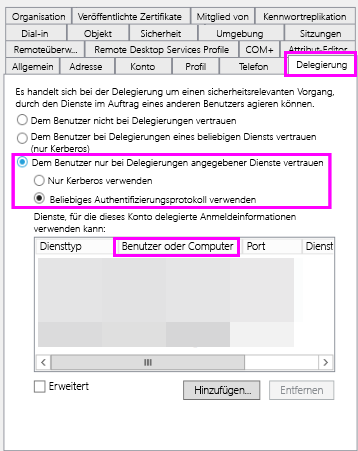 Organisation Veröffentlichte Zertifikate Mitglied von Kennwortreplikation
Dial-in Objekt Sicherheit Umgebung Sitzungen
Remoteüberw... Remote Desktop Services Profile COM+ Attribut-Editor
Allgemein Adresse Konto Profil Telefon Delegierung
Es handelt sich bei der Delegierung um einen sicherheitsrelevanten Vorgang,
durch den Dienste im Auftrag eines anderen Benutzers agieren können.
Dem Benutzer nicht bei Delegierungen vertrauen
Dem Benutzer bei Delegierungen eines beliebigen Diensts vertrauen
(nur Kerberos)
Dem Benutzer nur bei Delegierungen angegebener Dienste vertrauen
Nur Kerberos verwenden
Beliebiges Authentifizierungsprotokoll verwenden
Dienste, für die dieses Konto delegierte Anmeldeinformationen
verwenden kann:
Diensttyp Benutzer oder Computer Port Dienst
Erweitert Hinzufügen... Entfernen